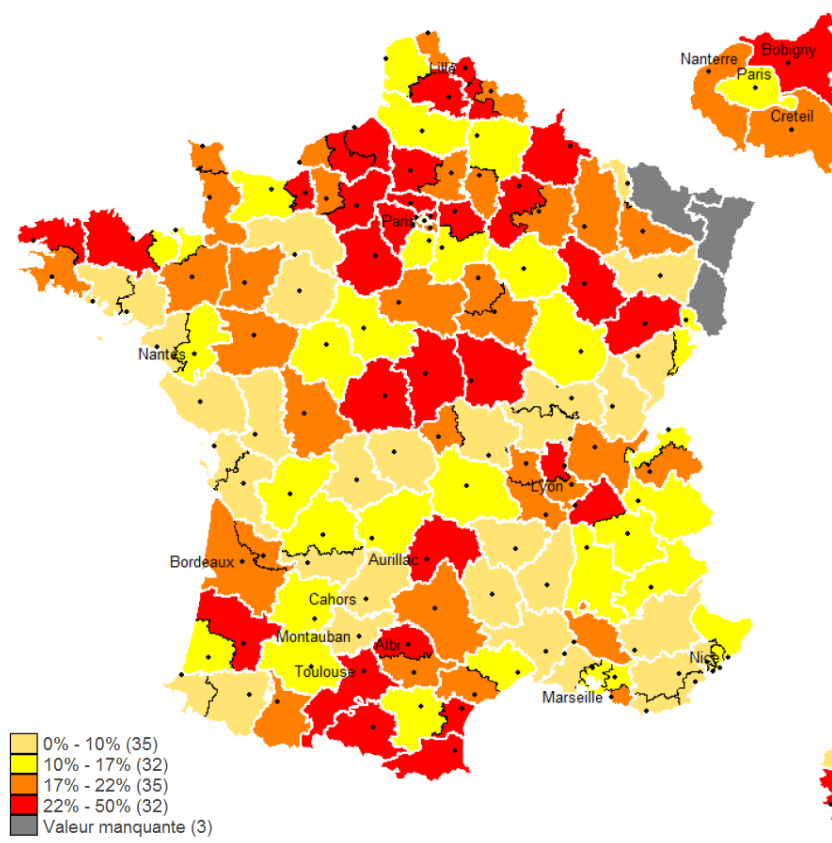 Bobigny
Nanterre
Paris
Creteil
Lille
Paris
Nantes
Lyon
Bordeaux
Aurillac
Cahors
Montauban
Albi
Toulouse
Nice
Marseille
0% - 10% (35)
10% - 17% (32)
17% - 22% (35)
22% - 50% (32)
Valeur manquante (3)